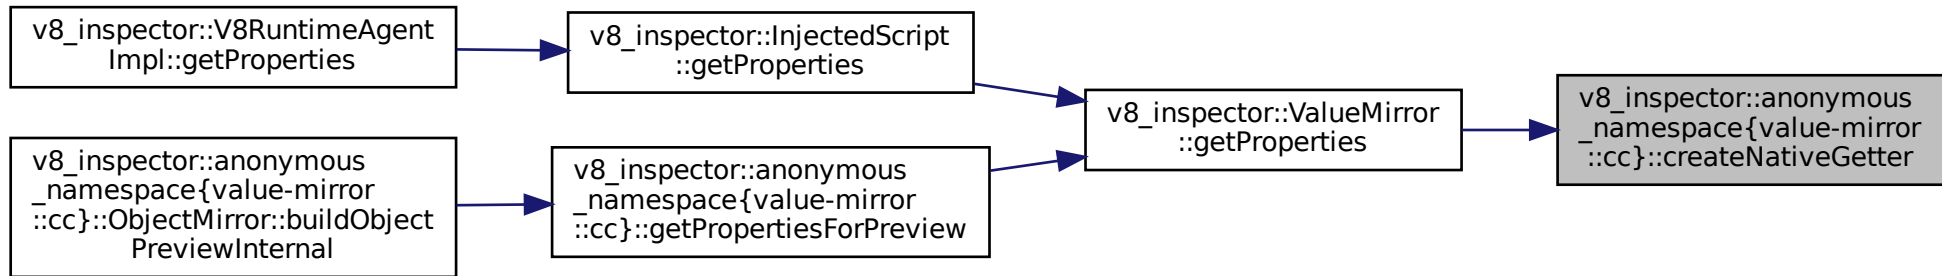 v8_inspector::V8RuntimeAgent
Impl::getProperties
v8_inspector::InjectedScript
::getProperties
v8_inspector::ValueMirror
::getProperties
v8_inspector::anonymous
_namespace{value-mirror
::cc}::createNativeGetter
v8_inspector::anonymous
_namespace{value-mirror
::cc}::ObjectMirror::buildObject
PreviewInternal
v8_inspector::anonymous
_namespace{value-mirror
::cc}::getPropertiesForPreview